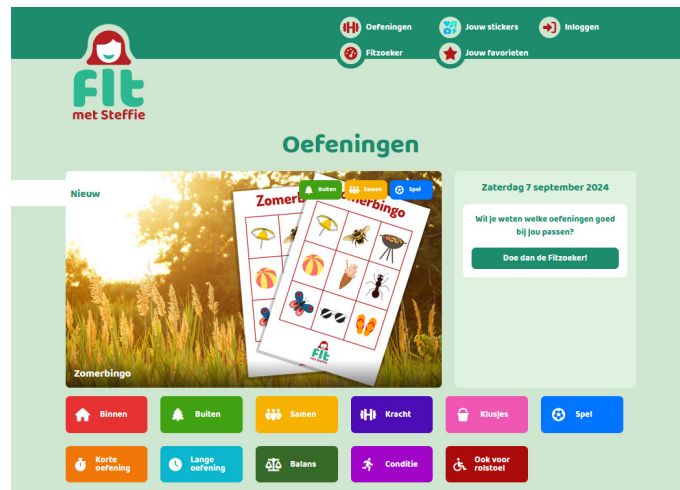 Oefeningen
Jouw stickers
Inloggen
Fitzoeker
Jouw favorieten
fit
met Steffie
Oefeningen
Nieuw
Buiten
Samen
Spel
Zomerbingo
fit
Zomerbingo
Zaterdag 7 september 2024
Wil je weten welke oefeningen goed
bij jou passen?
Doe dan de Fitzoeker!
Binnen
Buiten
Samen
Kracht
Klusjes
Spel
Korte
oefening
Lange
oefening
Balans
Conditie
Ook voor
rolstoel